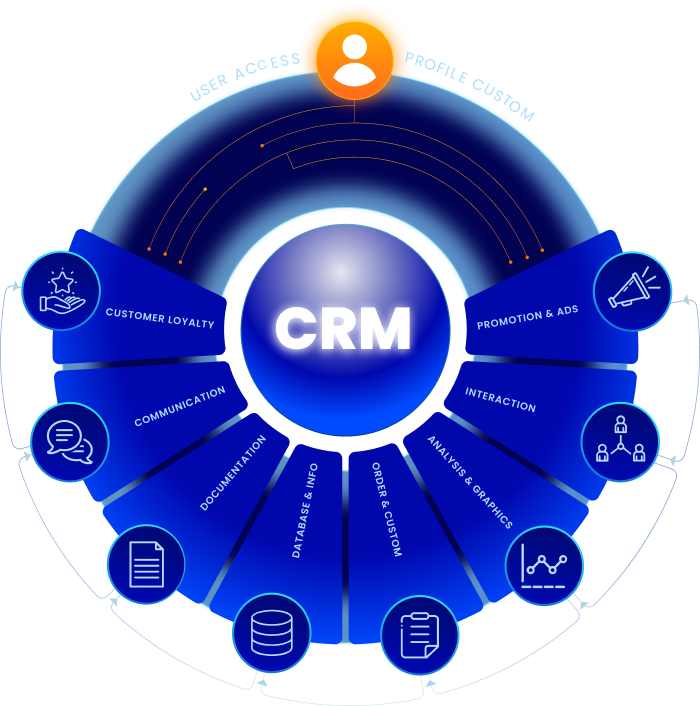 USER ACCESS
PROFILE CUSTOM
CRM
CUSTOMER LOYALTY
PROMOTION & ADS
COMMUNICATION
INTERACTION
DOCUMENTATION
ANALYSIS & GRAPHICS
DATABASE & INFO
ORDER & CUSTOM